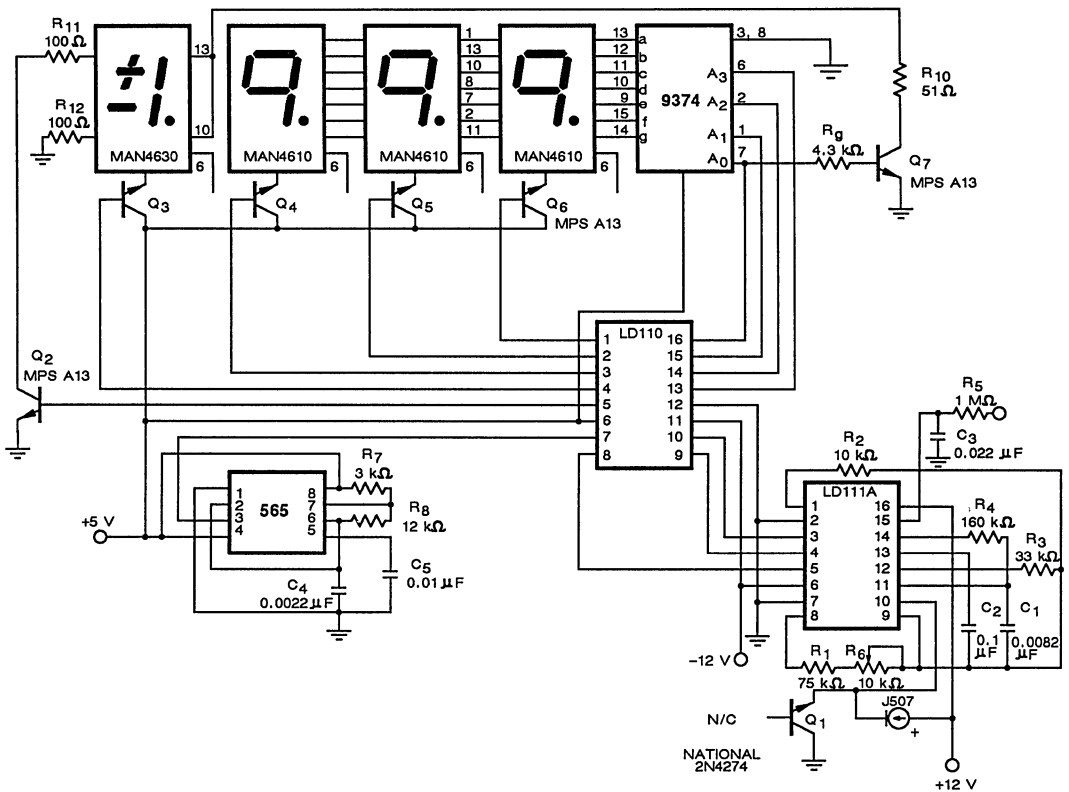 R11
100Ω
R12
100Ω
13
10
6
MAN4630
MAN4610
6
MAN4610
6
MAN4610
6
1
13
10
8
7
2
11
13
12
11
10
9
15
14
a
b
c
d
e
f
g
9374
A3
A2
A1
A0
3, 8
6
2
1
7
Rg
4.3 kΩ
R10
51Ω
Q7
MPS A13
Q3
Q4
Q5
Q6
MPS A13
Q2
MPS A13
LD110
1
2
3
4
5
6
7
8
16
15
14
13
12
11
10
9
+5 V
565
1
2
3
4
8
7
6
5
R7
3 kΩ
R8
12 kΩ
C4
0.0022 µF
C5
0.01 µF
R5
1 MΩ
C3
0.022 µF
R2
10 kΩ
LD111A
1
2
3
4
5
6
7
8
16
15
14
13
12
11
10
9
R4
160 kΩ
R3
33 kΩ
C2
0.1
µF
C1
0.0082
µF
-12 V
R1
75 kΩ
R6
10 kΩ
J507
+
N/C
Q1
NATIONAL
2N4274
+12 V